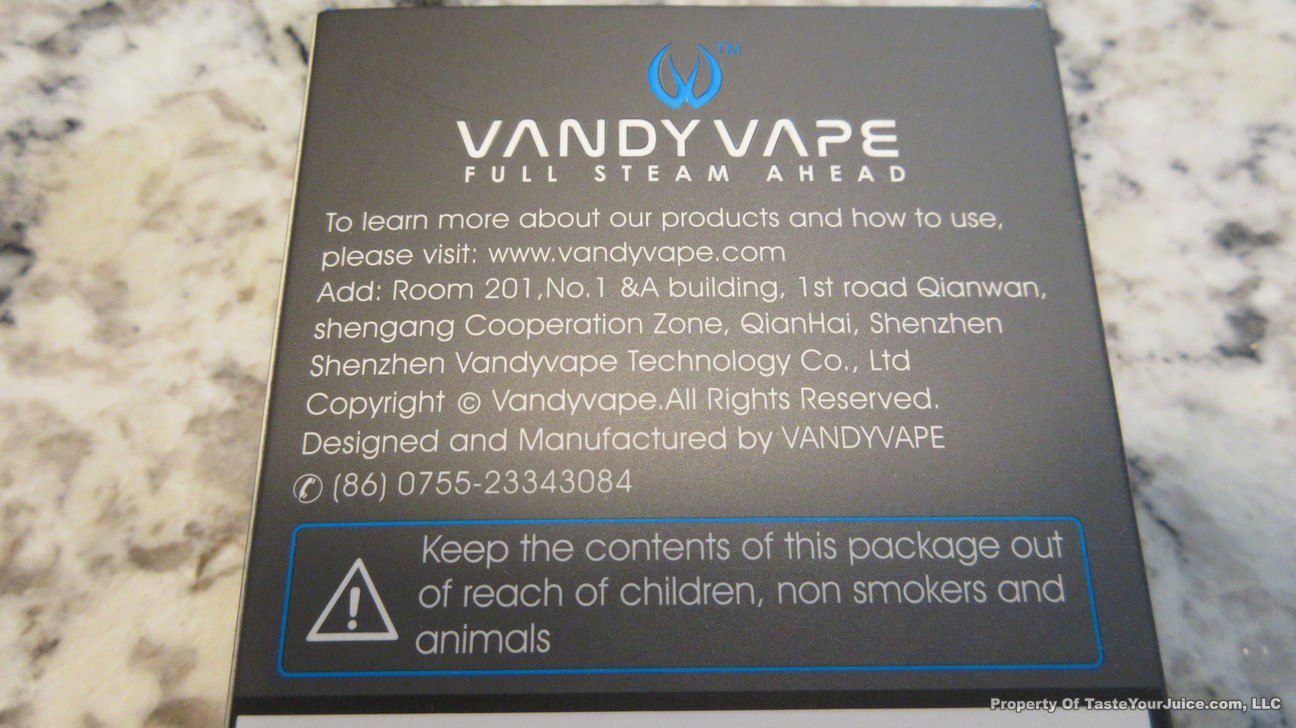 TM
VANDY VAPE
FULL STEAM AHEAD
To learn more about our products and how to use,
please visit: www.vandyvape.com
Add: Room 201,No.1 &A building, 1st road Qianwan,
shengang Cooperation Zone, QianHai, Shenzhen
Shenzhen Vandyvape Technology Co., Ltd
Copyright © Vandyvape.All Rights Reserved.
Designed and Manufactured by VANDYVAPE
✆ (86) 0755-23343084
Keep the contents of this package out
of reach of children, non smokers and
animals
Property Of TasteYourJuice.com, LLC